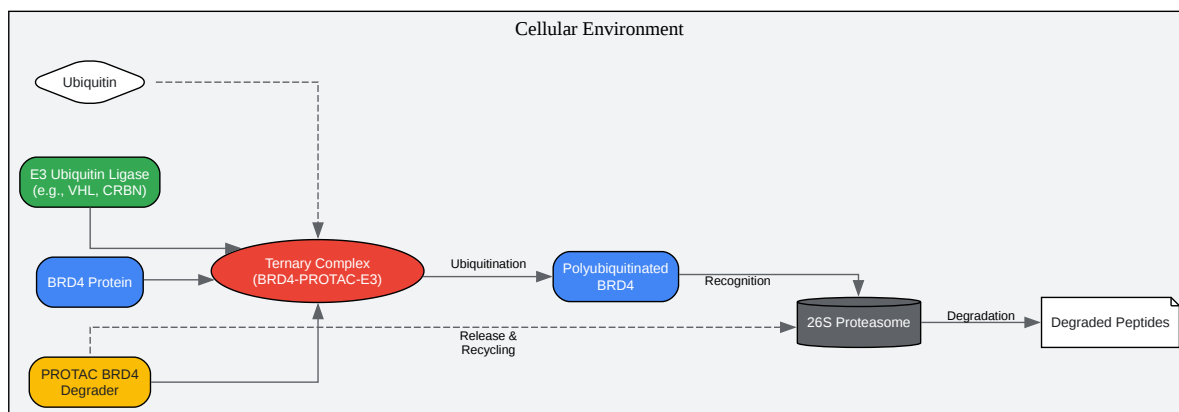 Cellular Environment
Ubiquitin
E3 Ubiquitin Ligase
(e.g., VHL, CRBN)
BRD4 Protein
PROTAC BRD4
Degrader
Ternary Complex
(BRD4-PROTAC-E3)
Ubiquitination
Polyubiquitinated
BRD4
Recognition
Release &
Recycling
26S Proteasome
Degradation
Degraded Peptides